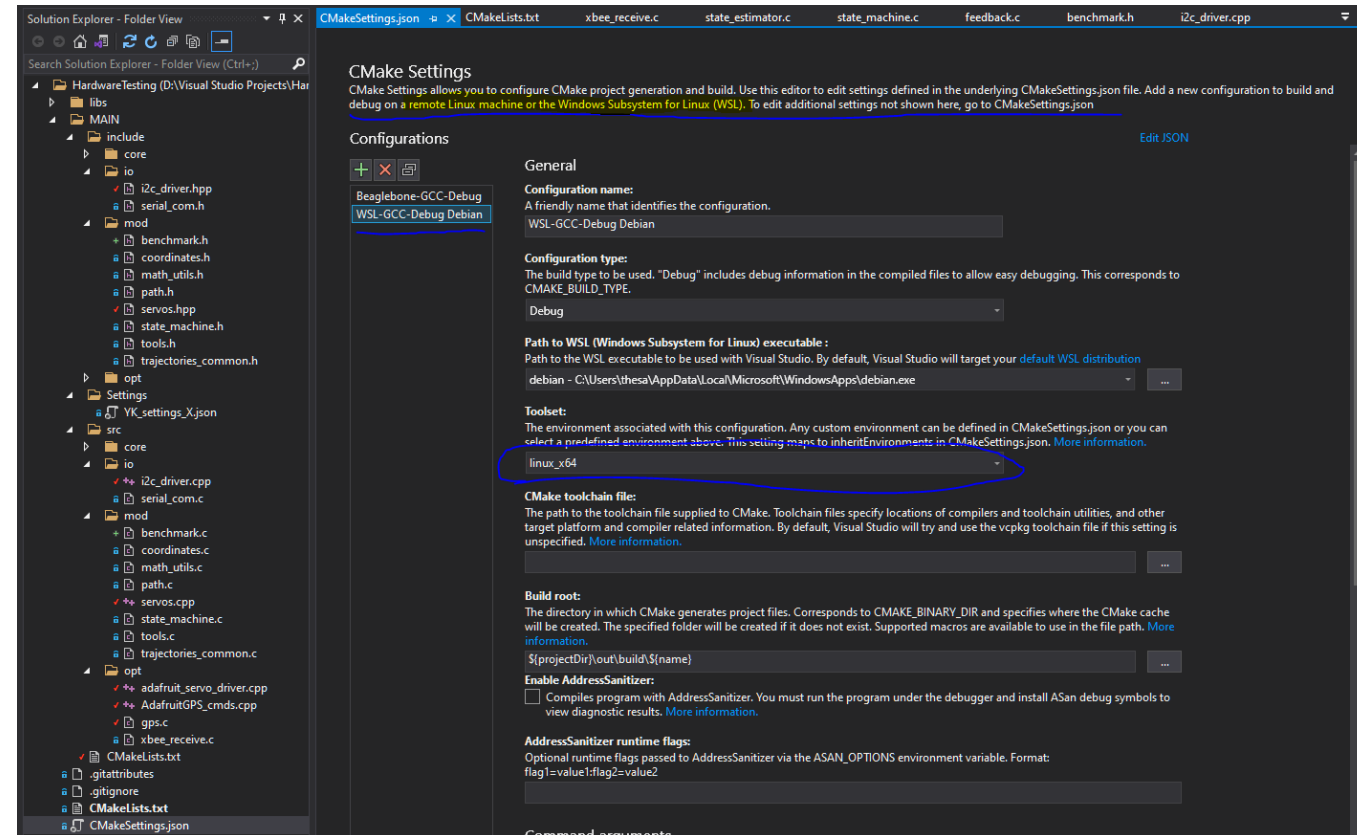 Solution Explorer - Folder View
Search Solution Explorer - Folder View (Ctrl+;)
HardwareTesting (D:\Visual Studio Projects\Har
libs
MAIN
include
core
io
i2c_driver.hpp
serial_com.h
mod
benchmark.h
coordinates.h
math_utils.h
path.h
servos.hpp
state_machine.h
tools.h
trajectories_common.h
opt
Settings
YK_settings_X.json
src
core
io
i2c_driver.cpp
serial_com.c
mod
benchmark.c
coordinates.c
math_utils.c
path.c
servos.cpp
state_machine.c
tools.c
trajectories_common.c
opt
adafruit_servo_driver.cpp
AdafruitGPS_cmds.cpp
gps.c
xbee_receive.c
CMakeLists.txt
.gitattributes
.gitignore
CMakeLists.txt
CMakeSettings.json
CMakeSettings.json CMakeLists.txt xbee_receive.c state_estimator.c state_machine.c feedback.c benchmark.h i2c_driver.cpp
CMake Settings
CMake Settings allows you to configure CMake project generation and build. Use this editor to edit settings defined in the underlying CMakeSettings.json file. Add a new configuration to build and
debug on a remote Linux machine or the Windows Subsystem for Linux (WSL). To edit additional settings not shown here, go to CMakeSettings.json
Configurations
Edit JSON
Beaglebone-GCC-Debug
WSL-GCC-Debug Debian
General
Configuration name:
A friendly name that identifies the configuration.
WSL-GCC-Debug Debian
Configuration type:
The build type to be used. "Debug" includes debug information in the compiled files to allow easy debugging. This corresponds to
CMAKE_BUILD_TYPE.
Debug
Path to WSL (Windows Subsystem for Linux) executable :
Path to the WSL executable to be used with Visual Studio. By default, Visual Studio will target your default WSL distribution
debian - C:\Users\thesa\AppData\Local\Microsoft\WindowsApps\debian.exe
...
Toolset:
The environment associated with this configuration. Any custom environment can be defined in CMakeSettings.json or you can
select a predefined environment above. This setting maps to inheritEnvironments in CMakeSettings.json. More information.
linux_x64
CMake toolchain file:
The path to the toolchain file supplied to CMake. Toolchain files specify locations of compilers and toolchain utilities, and other
target platform and compiler related information. By default, Visual Studio will try and use the vcpkg toolchain file if this setting is
unspecified. More information.
...
Build root:
The directory in which CMake generates project files. Corresponds to CMAKE_BINARY_DIR and specifies where the CMake cache
will be created. The specified folder will be created if it does not exist. Supported macros are available to use in the file path. More
information.
${projectDir}\out\build\${name}
...
Enable AddressSanitizer:
Compiles program with AddressSanitizer. You must run the program under the debugger and install ASan debug symbols to
view diagnostic results. More information.
AddressSanitizer runtime flags:
Optional runtime flags passed to AddressSanitizer via the ASAN_OPTIONS environment variable. Format:
flag1=value1:flag2=value2
Command arguments